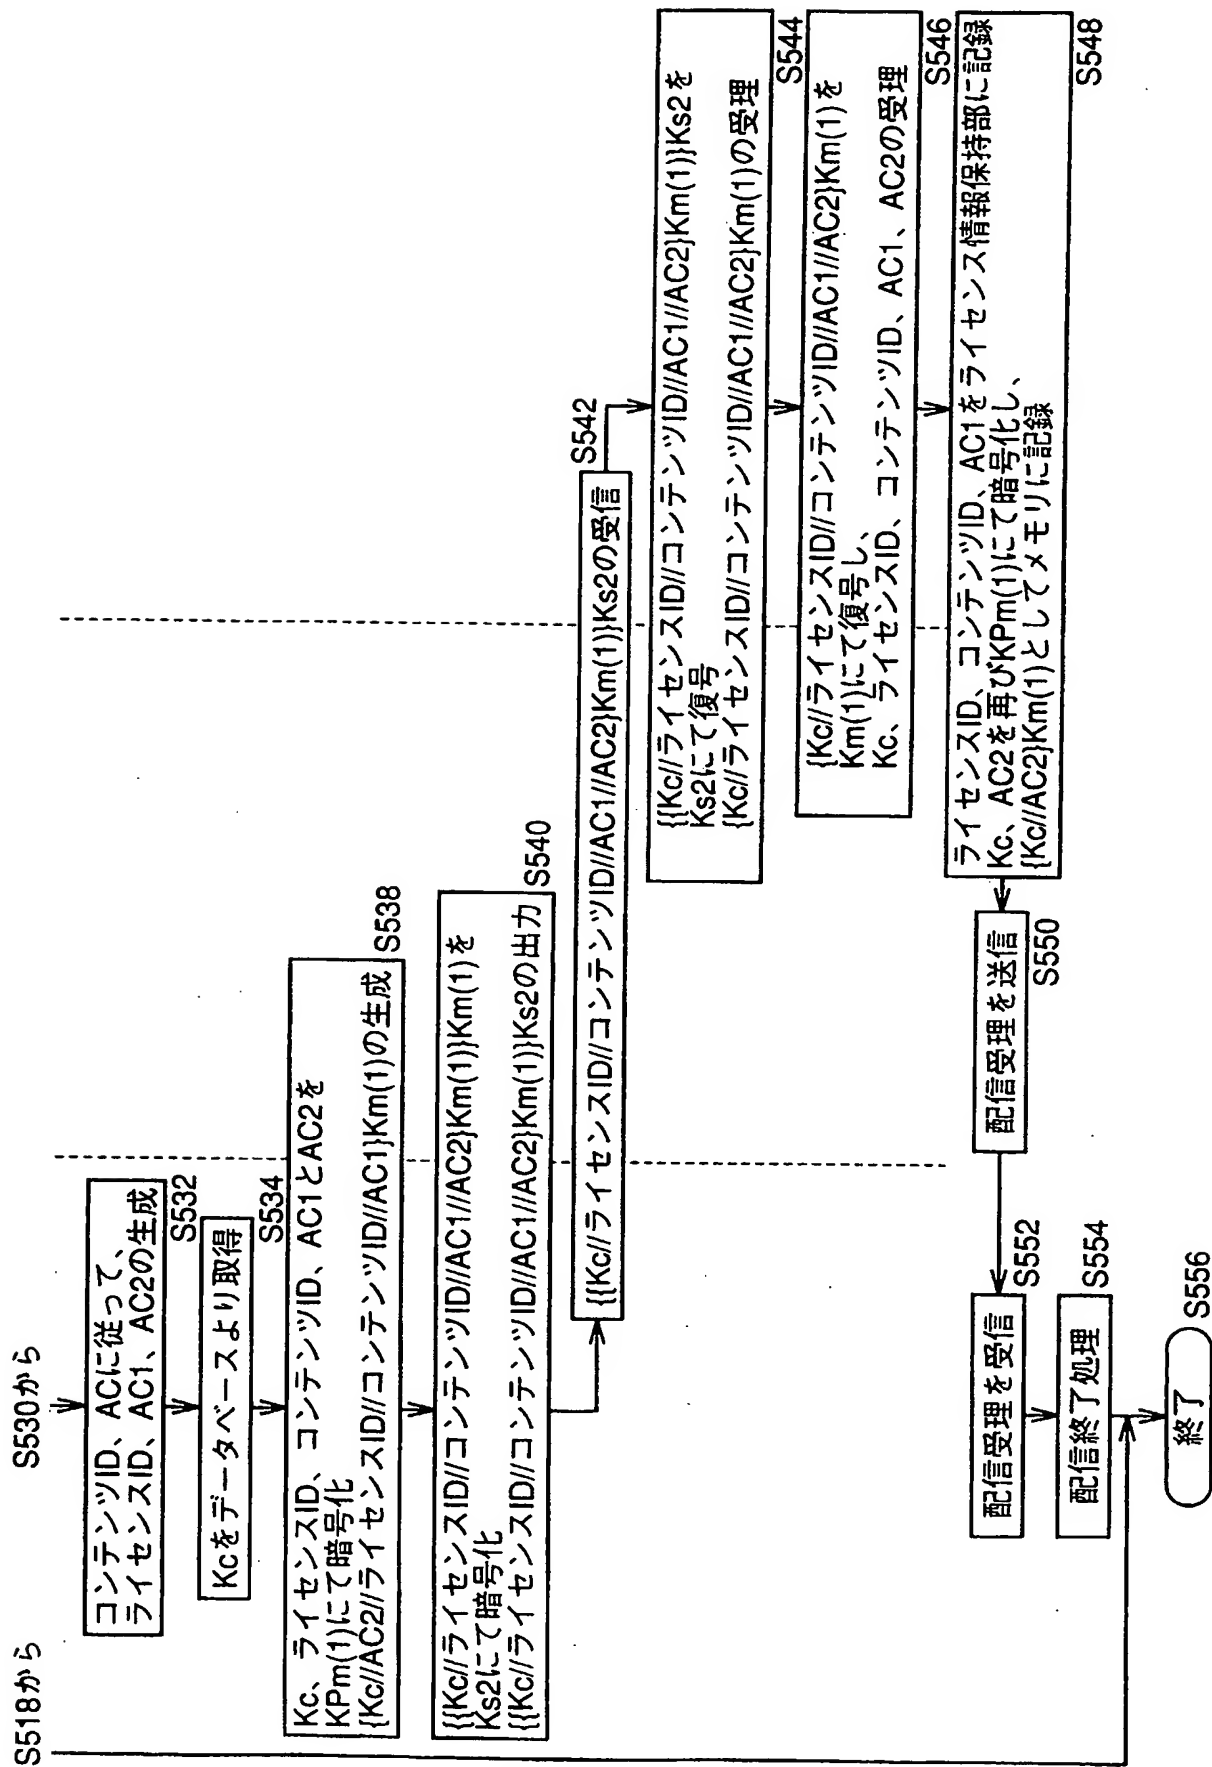 S518から
S530から
コンテンツID、ACに従って、
ライセンスID、AC1、AC2の生成
S532
Kcをデータベースより取得
S534
Kc、ライセンスID、コンテンツID、AC1とAC2を
KPm(1)にて暗号化
{Kc//AC2//ライセンスID//コンテンツID//AC1}Km(1)の生成
S538
{{{Kc//ライセンスID//コンテンツID//AC1//AC2}Km(1)}Km(1)を
Ks2にて暗号化
{{Kc//ライセンスID//コンテンツID//AC1//AC2}Km(1)}Ks2の出力
S540
{{Kc//ライセンスID//コンテンツID//AC1//AC2}Km(1)}Ks2の受信
S542
{{Kc//ライセンスID//コンテンツID//AC1//AC2}Km(1)}Ks2を
Ks2にて復号
{Kc//ライセンスID//コンテンツID//AC1//AC2}Km(1)の受理
S544
{Kc//ライセンスID//コンテンツID//AC1//AC2}Km(1)を
Km(1)にて復号し、
Kc、ライセンスID、コンテンツID、AC1、AC2の受理
S546
ライセンスID、コンテンツID、AC1をライセンス情報保持部に記録
Kc、AC2を再びKPm(1)にて暗号化し、
{Kc//AC2}Km(1)としてメモリに記録
S548
配信受理を送信
S550
配信受理を受信
S552
配信終了処理
S554
終了
S556